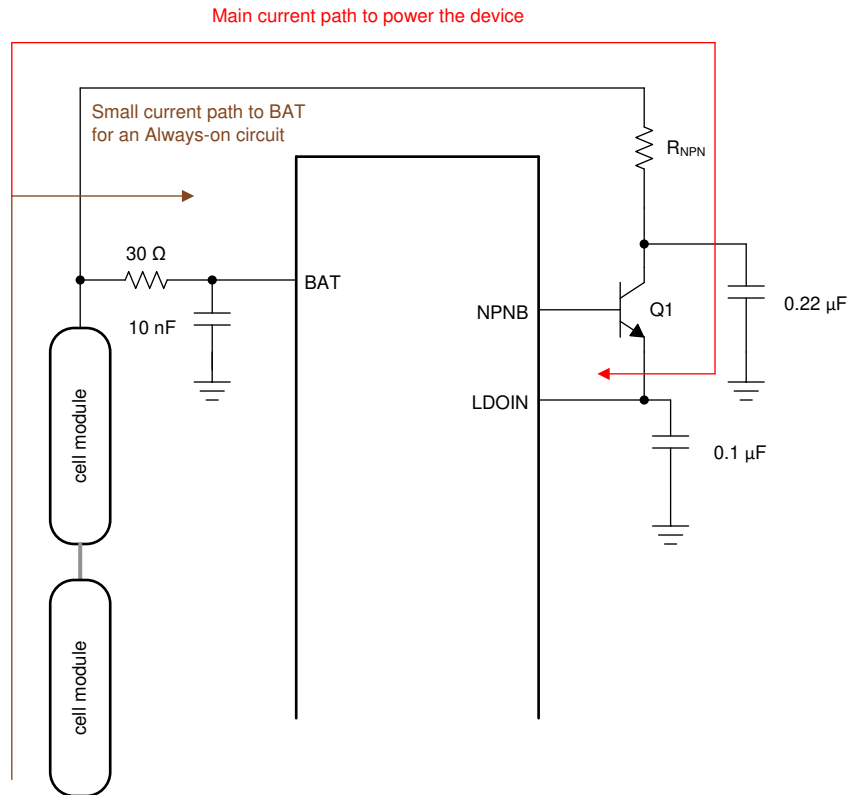 Main current path to power the device
Small current path to BAT
for an Always-on circuit
RNPN
30 Ω
BAT
10 nF
NPNB
Q1
0.22 µF
LDOIN
0.1 µF
cell module
cell module